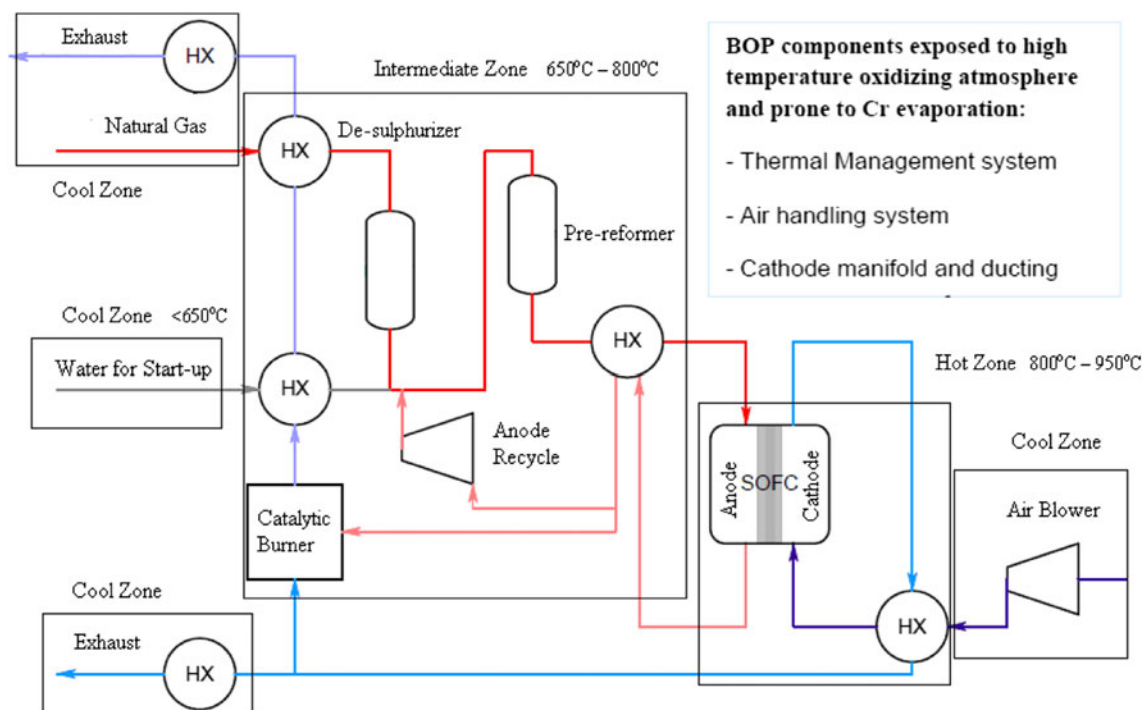 Exhaust
HX
Natural Gas
Cool Zone
Intermediate Zone 650°C – 800°C
HX
De-sulphurizer
Pre-reformer
BOP components exposed to high
temperature oxidizing atmosphere
and prone to Cr evaporation:
- Thermal Management system
- Air handling system
- Cathode manifold and ducting
Cool Zone <650°C
Water for Start-up
HX
HX
Anode
Recycle
Hot Zone 800°C – 950°C
Anode
SOFC
Cathode
Cool Zone
Air Blower
Catalytic
Burner
HX
Cool Zone
Exhaust
HX